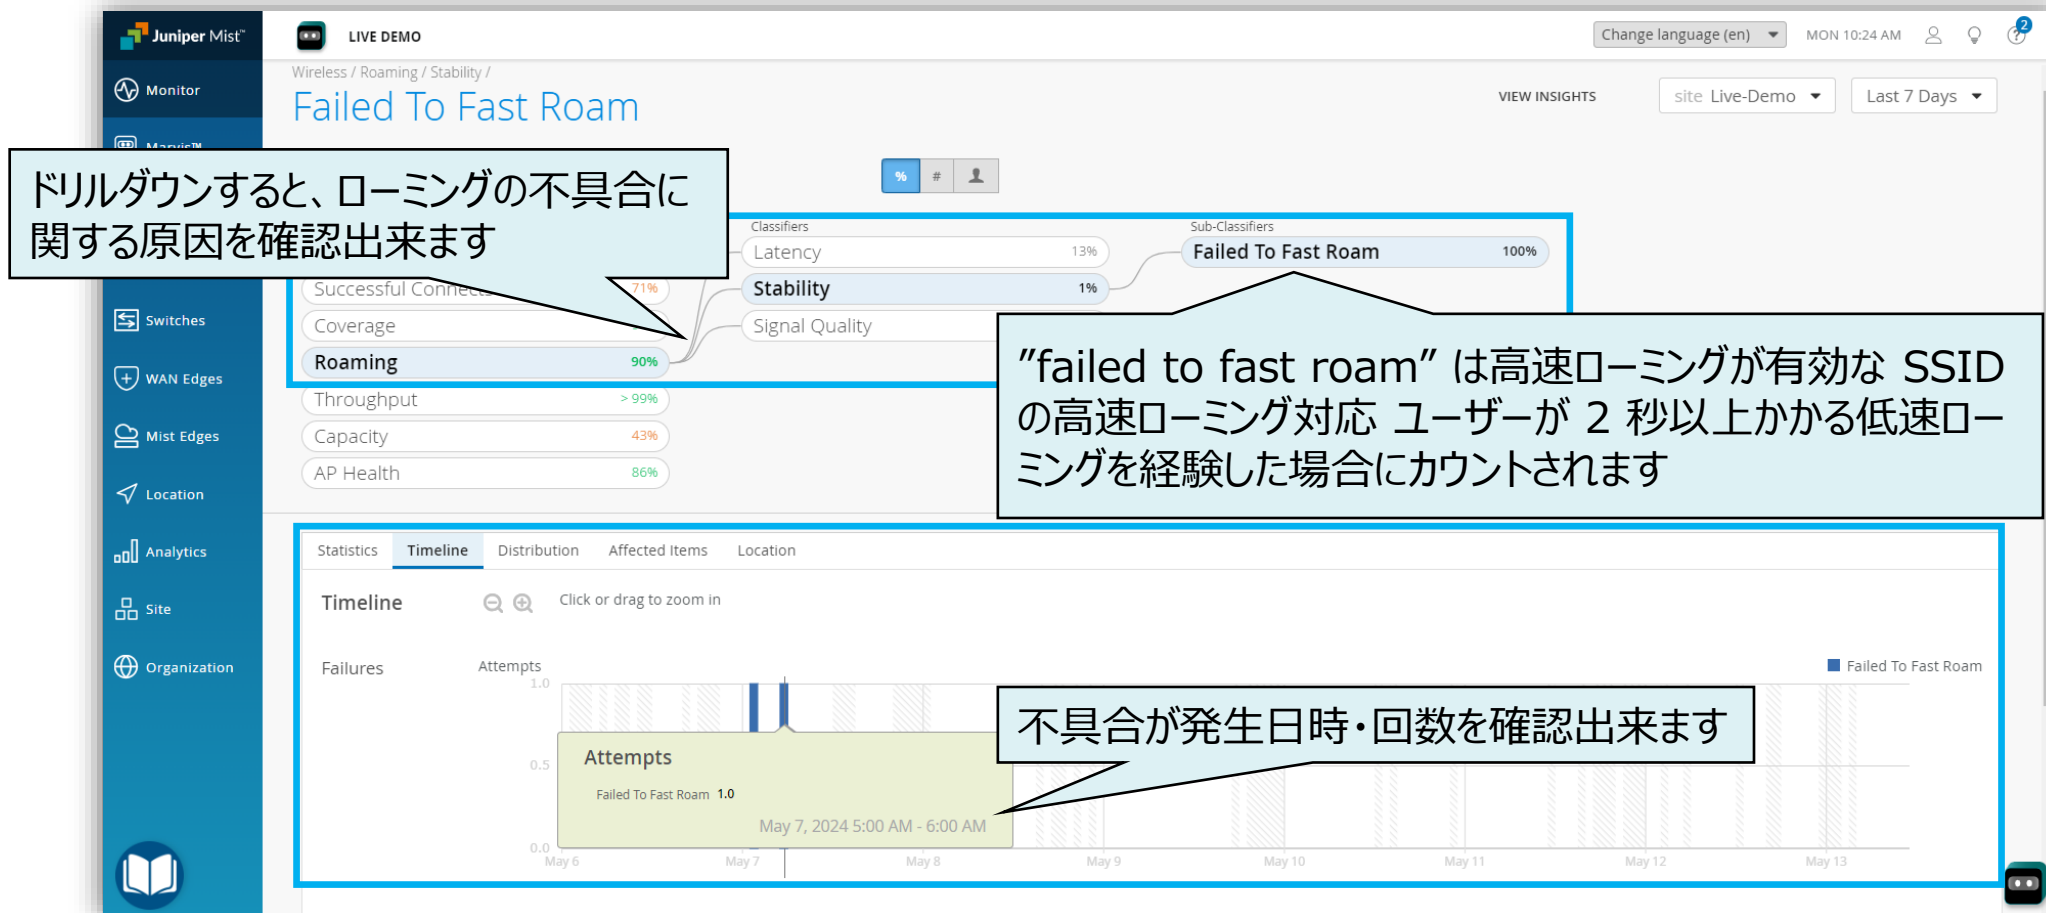 Juniper Mist™
LIVE DEMO
Change language (en)
MON 10:24 AM
2
Monitor
Wireless / Roaming / Stability /
Failed To Fast Roam
VIEW INSIGHTS
site Live-Demo
Last 7 Days
Marvis™
ドリルダウンすると、ローミングの不具合に
関する原因を確認出来ます
% #
Classifiers
Sub-Classifiers
Latency 13%
Failed To Fast Roam 100%
Successful Connects 71%
Stability 1%
Switches
Coverage
Signal Quality
Roaming 90%
WAN Edges
Throughput > 99%
Capacity 43%
Mist Edges
AP Health 86%
”failed to fast roam” は高速ローミングが有効な SSID
の高速ローミング対応 ユーザーが 2 秒以上かかる低速ロー
ミングを経験した場合にカウントされます
Location
Analytics
Statistics Timeline Distribution Affected Items Location
Site
Timeline
Click or drag to zoom in
Organization
Failures
Attempts
Failed To Fast Roam
1.0
不具合が発生日時・回数を確認出来ます
0.5
Attempts
Failed To Fast Roam 1.0
May 7, 2024 5:00 AM - 6:00 AM
0.0
May 6 May 7 May 8 May 9 May 10 May 11 May 12 May 13